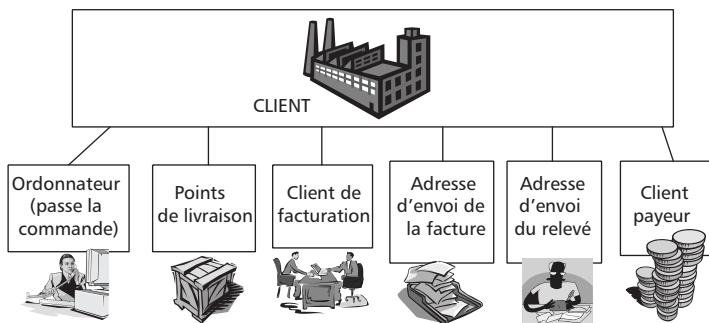 CLIENT
Ordonnateur
(passe la
commande)
Points
de livraison
Client de
facturation
Adresse
d'envoi de
la facture
Adresse
d'envoi
du relevé
Client
payeur